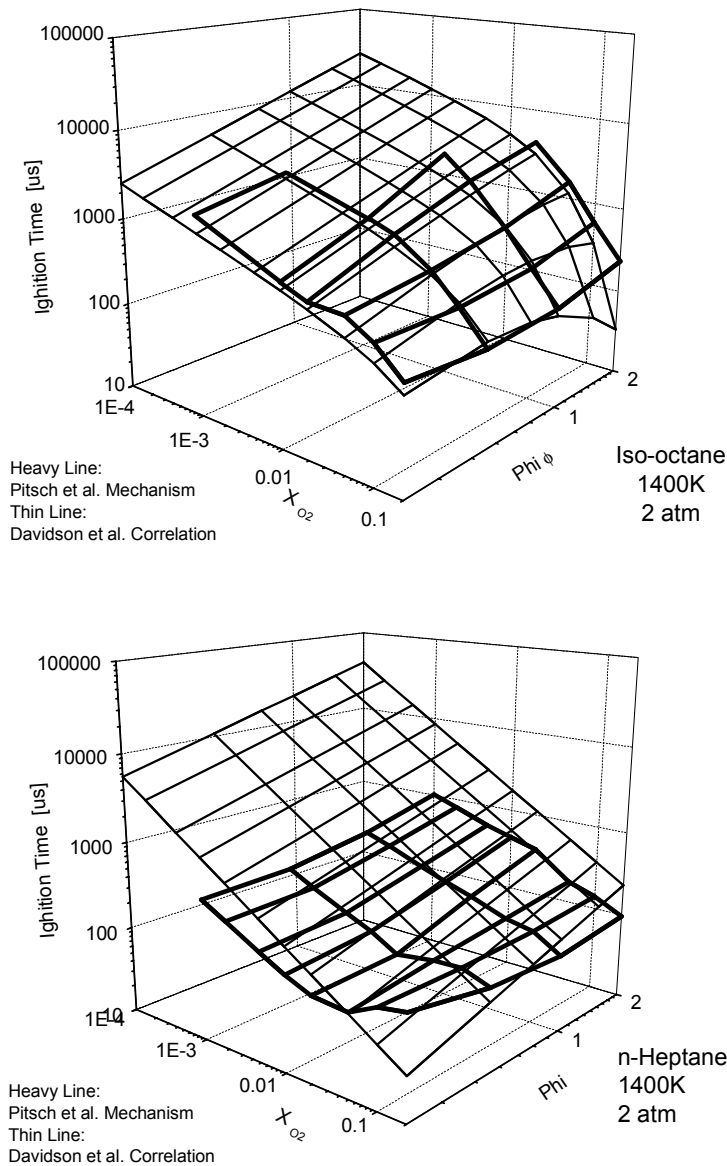 100000
10000
1000
100
10
Ighition Time [us]
1E-4
1E-3
0.01
0.1
X O2
Phi ϕ
1
2
Iso-octane
1400K
2 atm
Heavy Line:
Pitsch et al. Mechanism
Thin Line:
Davidson et al. Correlation
100000
10000
1000
100
10
Ighition Time [us]
1E-4
1E-3
0.01
0.1
X O2
Phi
1
2
n-Heptane
1400K
2 atm
Heavy Line:
Pitsch et al. Mechanism
Thin Line:
Davidson et al. Correlation